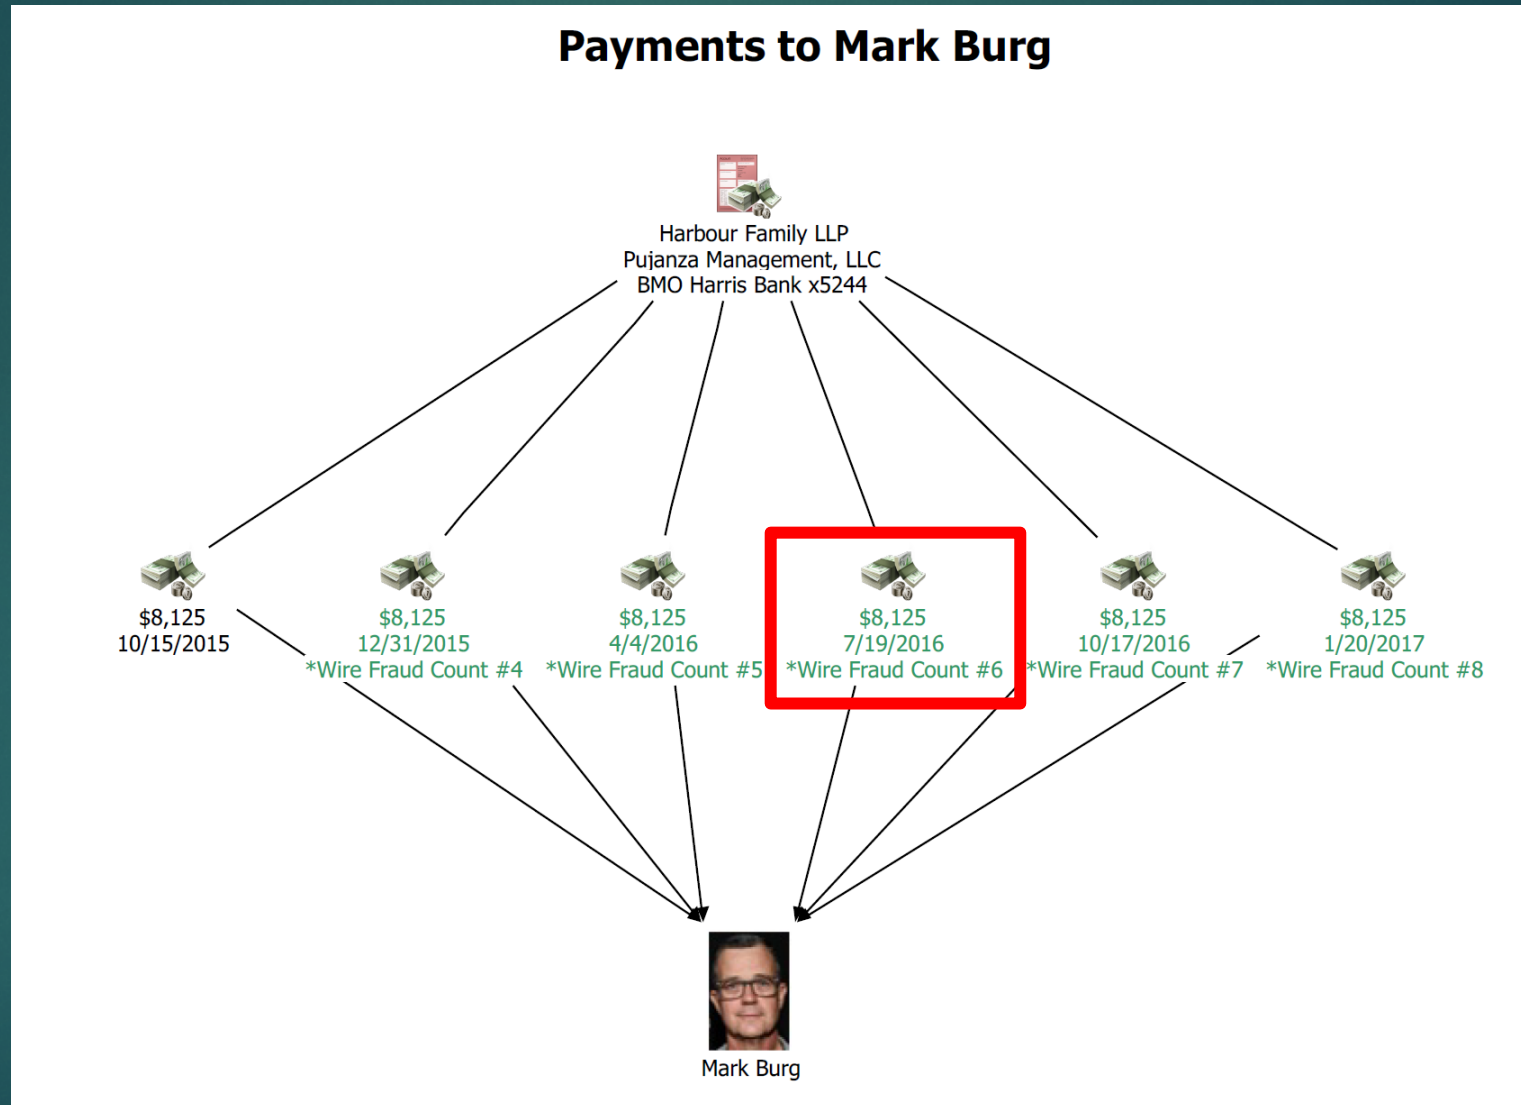 Payments to Mark Burg
Harbour Family LLP
Pujanza Management, LLC
BMO Harris Bank x5244
$8,125
10/15/2015
$8,125
12/31/2015
*Wire Fraud Count #4
$8,125
4/4/2016
*Wire Fraud Count #5
$8,125
7/19/2016
*Wire Fraud Count #6
$8,125
10/17/2016
*Wire Fraud Count #7
$8,125
1/20/2017
*Wire Fraud Count #8
Mark Burg